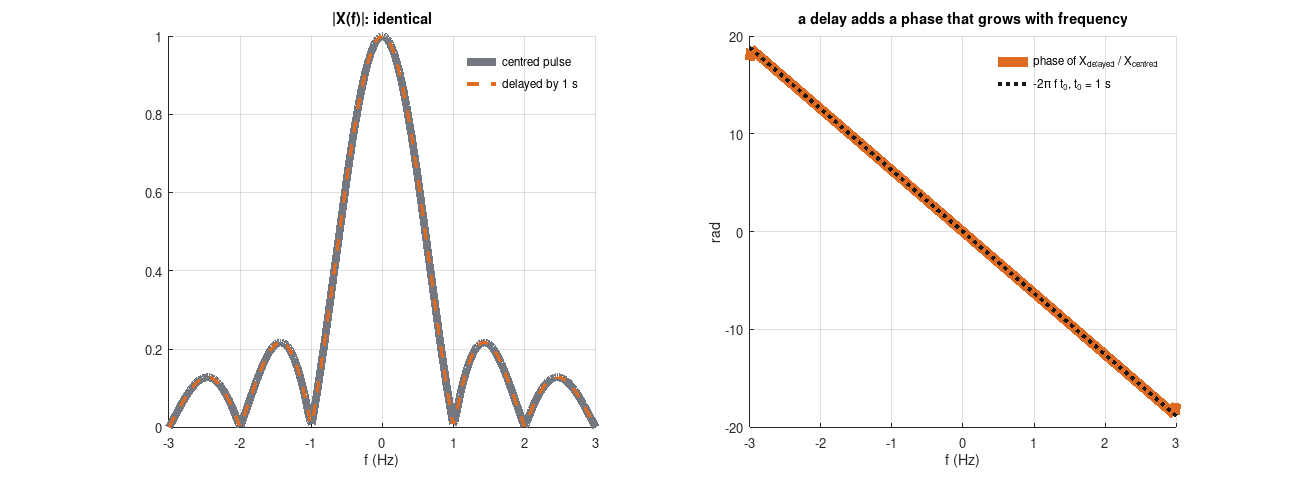 |X(f)|: identical
1
0.8
0.6
0.4
0.2
0
-3
-2
-1
0
1
2
3
f (Hz)
centred pulse
delayed by 1 s
a delay adds a phase that grows with frequency
20
10
0
-10
-20
rad
-3
-2
-1
0
1
2
3
f (Hz)
phase of X_delayed / X_centred
-2π f t₀, t₀ = 1 s